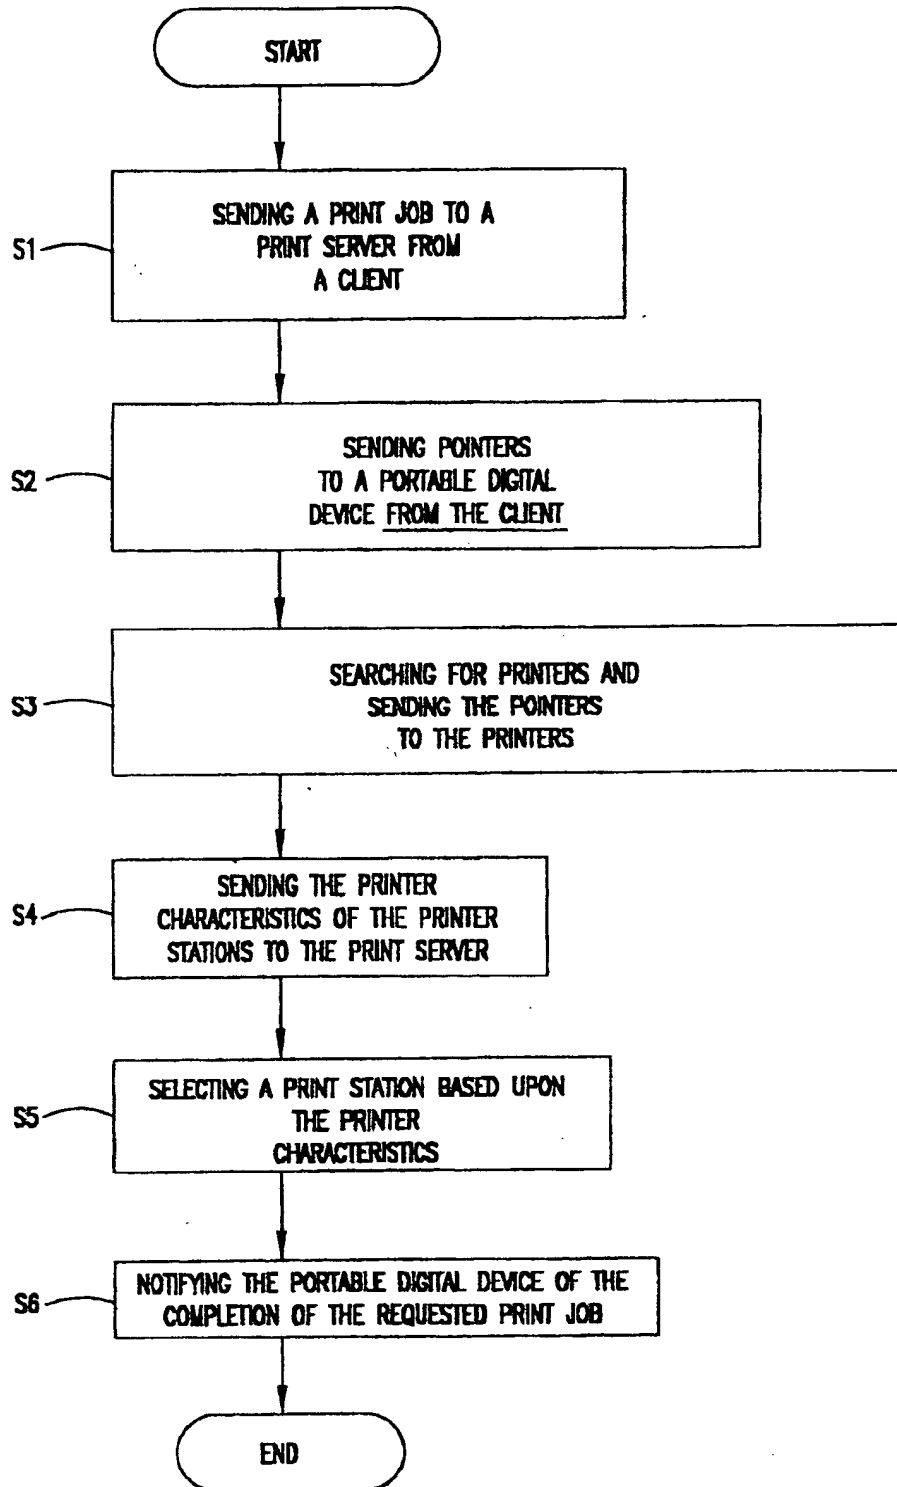 START
S1
SENDING A PRINT JOB TO A
PRINT SERVER FROM
A CLIENT
S2
SENDING POINTERS
TO A PORTABLE DIGITAL
DEVICE FROM THE CLIENT
S3
SEARCHING FOR PRINTERS AND
SENDING THE POINTERS
TO THE PRINTERS
S4
SENDING THE PRINTER
CHARACTERISTICS OF THE PRINTER
STATIONS TO THE PRINT SERVER
S5
SELECTING A PRINT STATION BASED UPON
THE PRINTER
CHARACTERISTICS
S6
NOTIFYING THE PORTABLE DIGITAL DEVICE OF THE
COMPLETION OF THE REQUESTED PRINT JOB
END